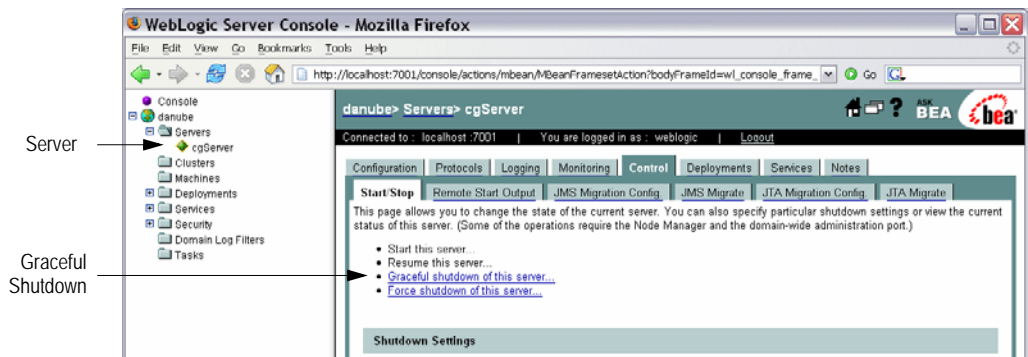 WebLogic Server Console - Mozilla Firefox
File Edit View Go Bookmarks Tools Help
http://localhost:7001/console/actions/mbean/MBeanFramesetAction?bodyFrameId=wl_console_frame_
Go
Console
danube
Servers
cgServer
Clusters
Machines
Deployments
Services
Security
Domain Log Filters
Tasks
Server
Graceful
Shutdown
danube> Servers> cgServer
?
ASK
BEA
bea
Connected to : localhost :7001 | You are logged in as : weblogic | Logout
Configuration Protocols Logging Monitoring Control Deployments Services Notes
Start/Stop Remote Start Output JMS Migration Config JMS Migrate JTA Migration Config JTA Migrate
This page allows you to change the state of the current server. You can also specify particular shutdown settings or view the current
status of this server. (Some of the operations require the Node Manager and the domain-wide administration port.)
• Start this server...
• Resume this server...
• Graceful shutdown of this server...
• Force shutdown of this server...
Shutdown Settings